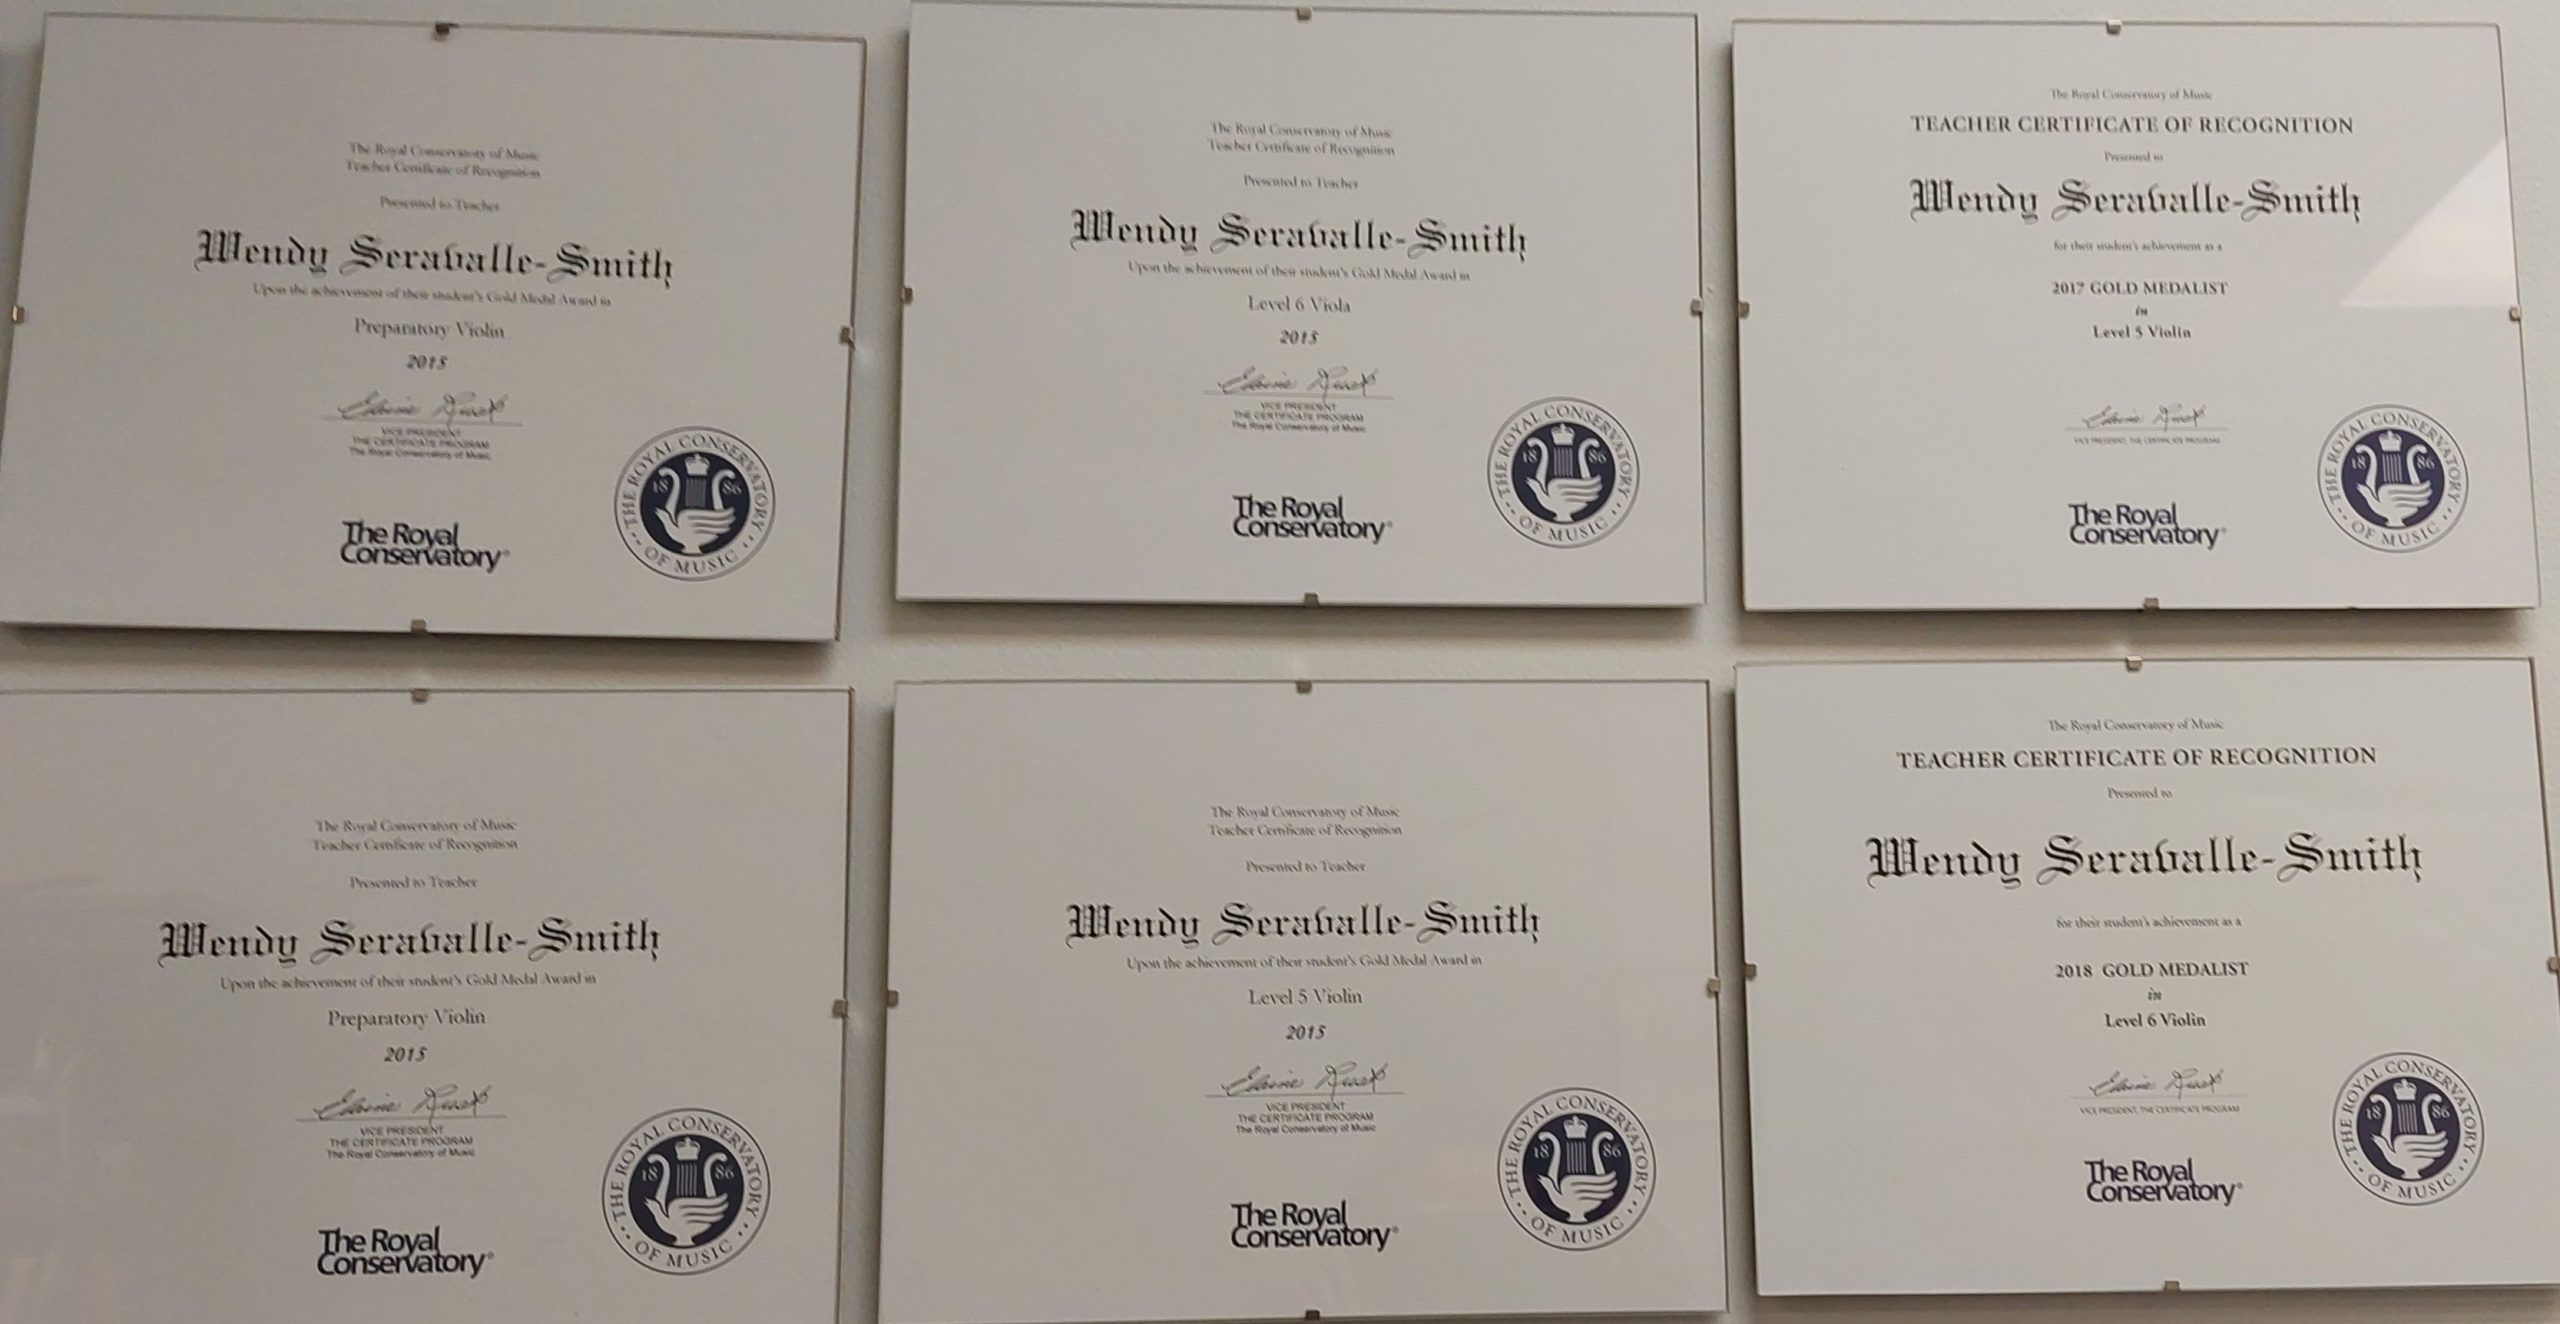 The Royal Conservatory of Music
Teacher Certificate of Recognition
Presented to Teacher
Wendy Seravalle-Smith
Upon the achievement of their student's Gold Medal Award in
Preparatory Violin
2015
VICE PRESIDENT
THE CERTIFICATE PROGRAM
The Royal Conservatory of Music
The Royal
Conservatory®
THE ROYAL CONSERVATORY OF MUSIC
1886
The Royal Conservatory of Music
Teacher Certificate of Recognition
Presented to Teacher
Wendy Seravalle-Smith
Upon the achievement of their student's Gold Medal Award in
Level 6 Viola
2015
VICE PRESIDENT
THE CERTIFICATE PROGRAM
The Royal Conservatory of Music
The Royal
Conservatory®
THE ROYAL CONSERVATORY OF MUSIC
1886
The Royal Conservatory of Music
TEACHER CERTIFICATE OF RECOGNITION
Presented to
Wendy Seravalle-Smith
for their student's achievement as a
2017 GOLD MEDALIST
in
Level 5 Violin
VICE PRESIDENT, THE CERTIFICATE PROGRAM
The Royal
Conservatory®
THE ROYAL CONSERVATORY OF MUSIC
1886
The Royal Conservatory of Music
Teacher Certificate of Recognition
Presented to Teacher
Wendy Seravalle-Smith
Upon the achievement of their student's Gold Medal Award in
Preparatory Violin
2015
VICE PRESIDENT
THE CERTIFICATE PROGRAM
The Royal Conservatory of Music
The Royal
Conservatory®
THE ROYAL CONSERVATORY OF MUSIC
1886
The Royal Conservatory of Music
Teacher Certificate of Recognition
Presented to Teacher
Wendy Seravalle-Smith
Upon the achievement of their student's Gold Medal Award in
Level 5 Violin
2015
VICE PRESIDENT
THE CERTIFICATE PROGRAM
The Royal Conservatory of Music
The Royal
Conservatory®
THE ROYAL CONSERVATORY OF MUSIC
1886
The Royal Conservatory of Music
TEACHER CERTIFICATE OF RECOGNITION
Presented to
Wendy Seravalle-Smith
for their student's achievement as a
2018 GOLD MEDALIST
in
Level 6 Violin
VICE PRESIDENT, THE CERTIFICATE PROGRAM
The Royal
Conservatory®
THE ROYAL CONSERVATORY OF MUSIC
1886